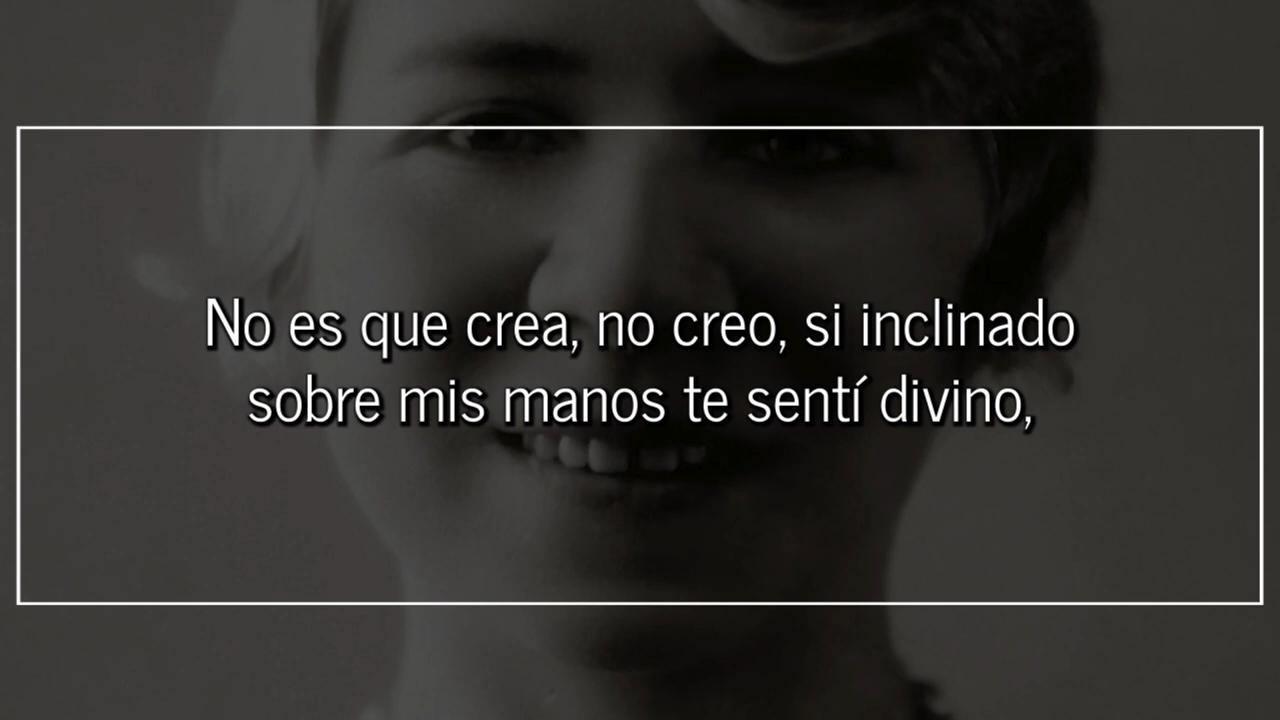 No es que crea, no creo, si inclinado
sobre mis manos te sentí divino,